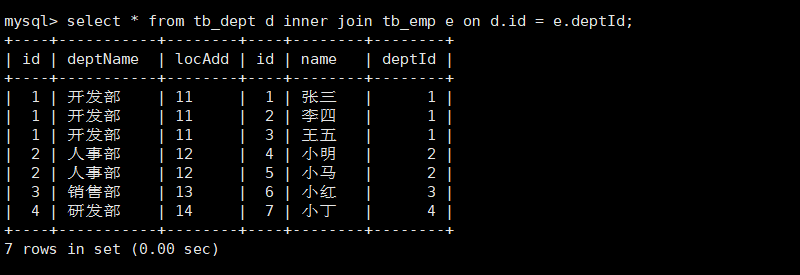 mysql> select * from tb_dept d inner join tb_emp e on d.id = e.deptId;
+----+-----------+--------+----+--------+--------+
| id | deptName  | locAdd | id | name   | deptId |
+----+-----------+--------+----+--------+--------+
|  1 | 开发部    | 11     |  1 | 张三   |      1 |
|  1 | 开发部    | 11     |  2 | 李四   |      1 |
|  1 | 开发部    | 11     |  3 | 王五   |      1 |
|  2 | 人事部    | 12     |  4 | 小明   |      2 |
|  2 | 人事部    | 12     |  5 | 小马   |      2 |
|  3 | 销售部    | 13     |  6 | 小红   |      3 |
|  4 | 研发部    | 14     |  7 | 小丁   |      4 |
+----+-----------+--------+----+--------+--------+
7 rows in set (0.00 sec)